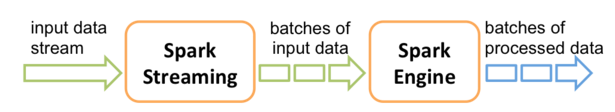 input data
stream
Spark
Streaming
batches of
input data
Spark
Engine
batches of
processed data